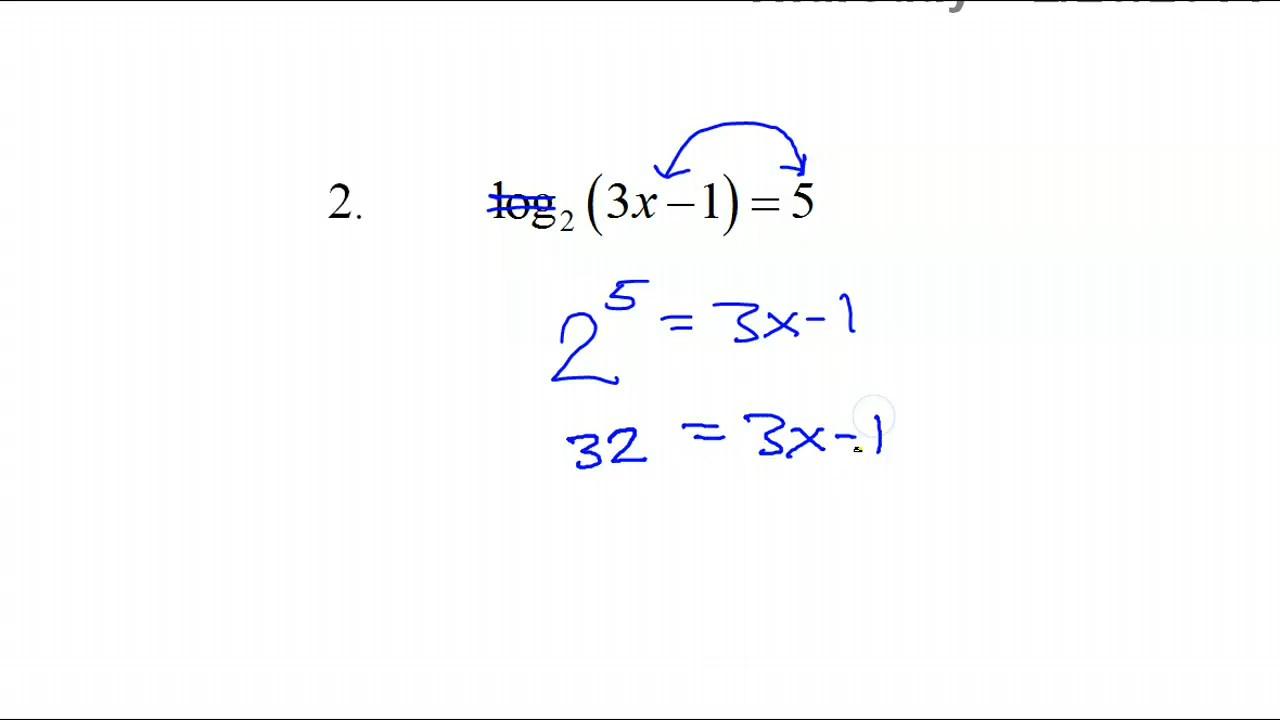 2. log₂ (3x − 1) = 5
2⁵ = 3x - 1
32 = 3x - 1